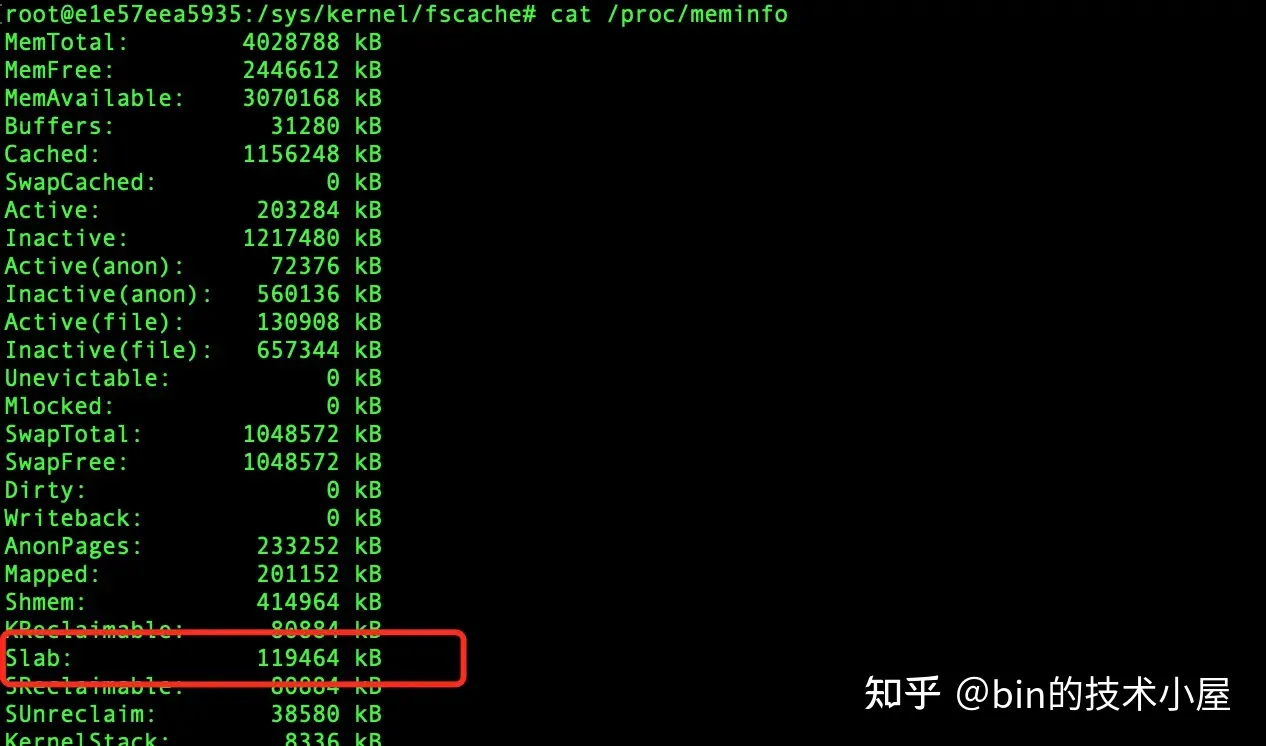 root@e1e57eea5935:/sys/kernel/fscache# cat /proc/meminfo
MemTotal:        4028788 kB
MemFree:         2446612 kB
MemAvailable:    3070168 kB
Buffers:           31280 kB
Cached:          1156248 kB
SwapCached:            0 kB
Active:           203284 kB
Inactive:        1217480 kB
Active(anon):      72376 kB
Inactive(anon):   560136 kB
Active(file):     130908 kB
Inactive(file):   657344 kB
Unevictable:           0 kB
Mlocked:               0 kB
SwapTotal:       1048572 kB
SwapFree:        1048572 kB
Dirty:                 0 kB
Writeback:             0 kB
AnonPages:        233252 kB
Mapped:           201152 kB
Shmem:            414964 kB
KReclaimable:      80884 kB
Slab:             119464 kB
SReclaimable:      80884 kB
SUnreclaim:        38580 kB
KernelStack:        8336 kB
知乎 @bin的技术小屋